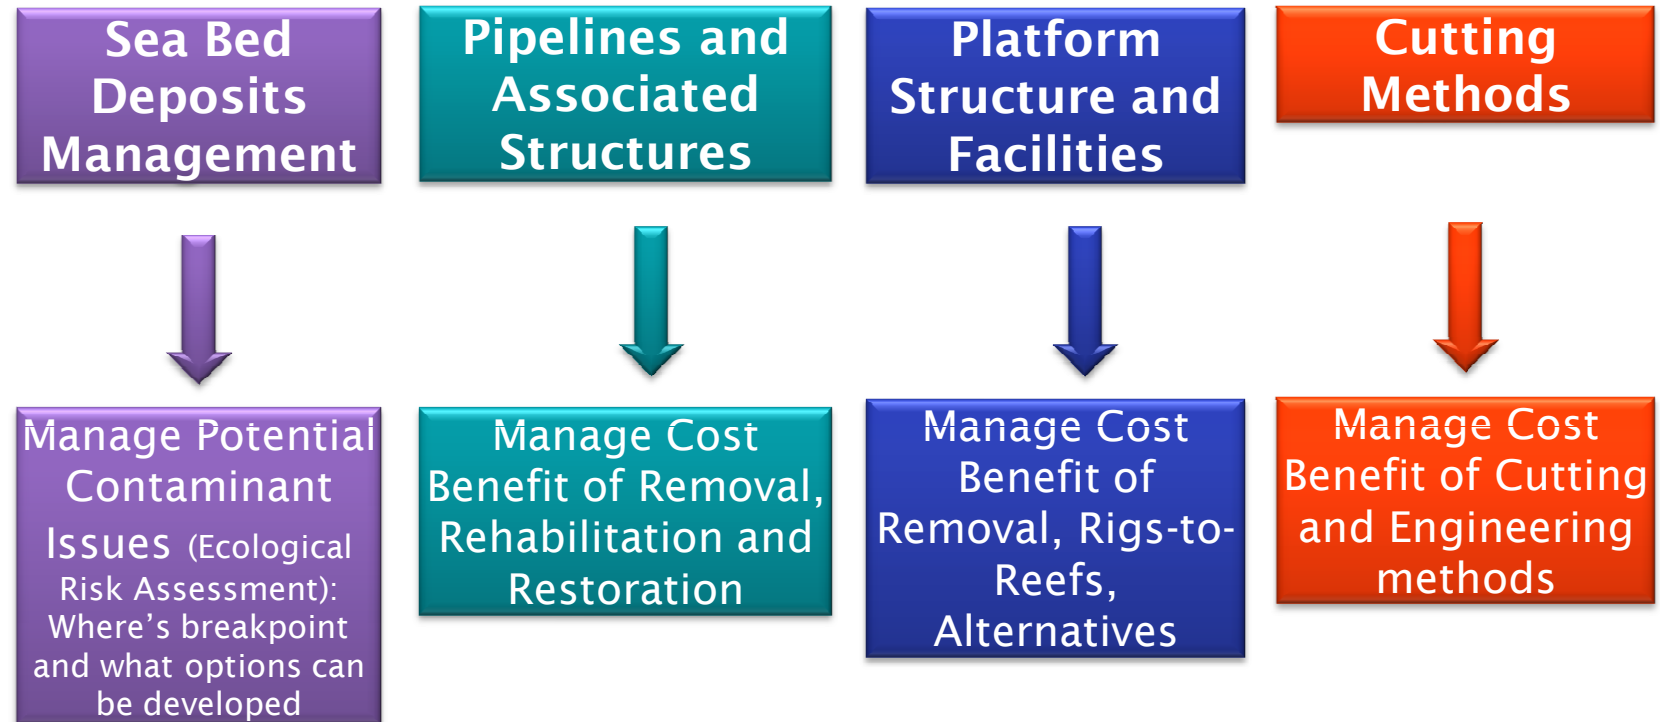 Sea Bed
Deposits
Management
Pipelines and
Associated
Structures
Platform
Structure and
Facilities
Cutting
Methods
Manage Potential
Contaminant
Issues (Ecological
Risk Assessment):
Where's breakpoint
and what options can
be developed
Manage Cost
Benefit of Removal,
Rehabilitation and
Restoration
Manage Cost
Benefit of
Removal, Rigs-to-
Reefs,
Alternatives
Manage Cost
Benefit of Cutting
and Engineering
methods